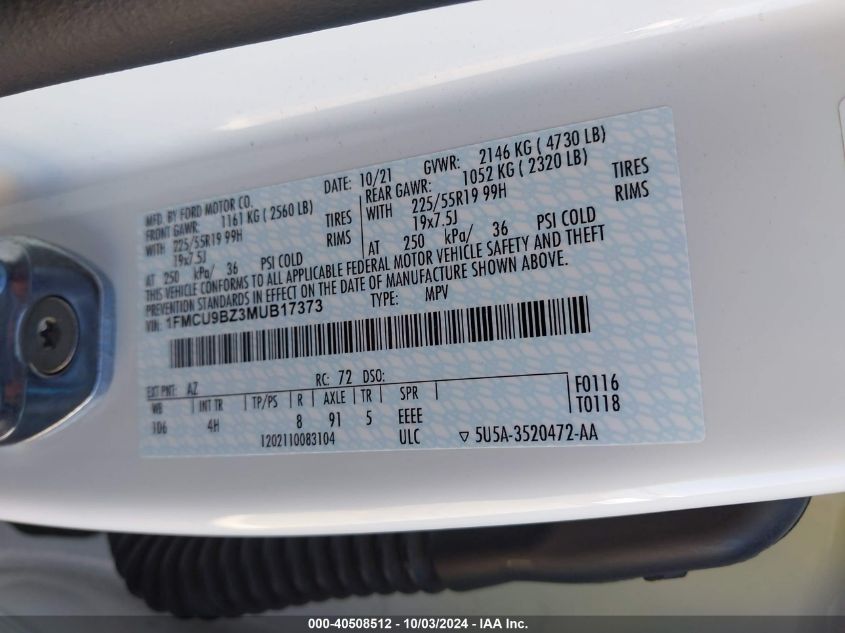 MFD. BY FORD MOTOR CO.
DATE: 10/21 GVWR: 2146 KG ( 4730 LB)
FRONT GAWR: 1161 KG ( 2560 LB) REAR GAWR: 1052 KG ( 2320 LB)
WITH 225/55R19 99H TIRES WITH 225/55R19 99H TIRES
19x7.5J RIMS 19x7.5J RIMS
AT 250 kPa/ 36 PSI COLD AT 250 kPa/ 36 PSI COLD
THIS VEHICLE CONFORMS TO ALL APPLICABLE FEDERAL MOTOR VEHICLE SAFETY AND THEFT
PREVENTION STANDARDS IN EFFECT ON THE DATE OF MANUFACTURE SHOWN ABOVE.
VIN: 1FMCU9BZ3MUB17373 TYPE: MPV
EXT PNT: AZ RC: 72 DSO:
WB INT TR TP/PS R AXLE TR SPR
106 4H 8 91 5 EEEE
1202110083104 ULC
F0116
T0118
▽ 5U5A-3520472-AA
000-40508512 - 10/03/2024 - IAA Inc.